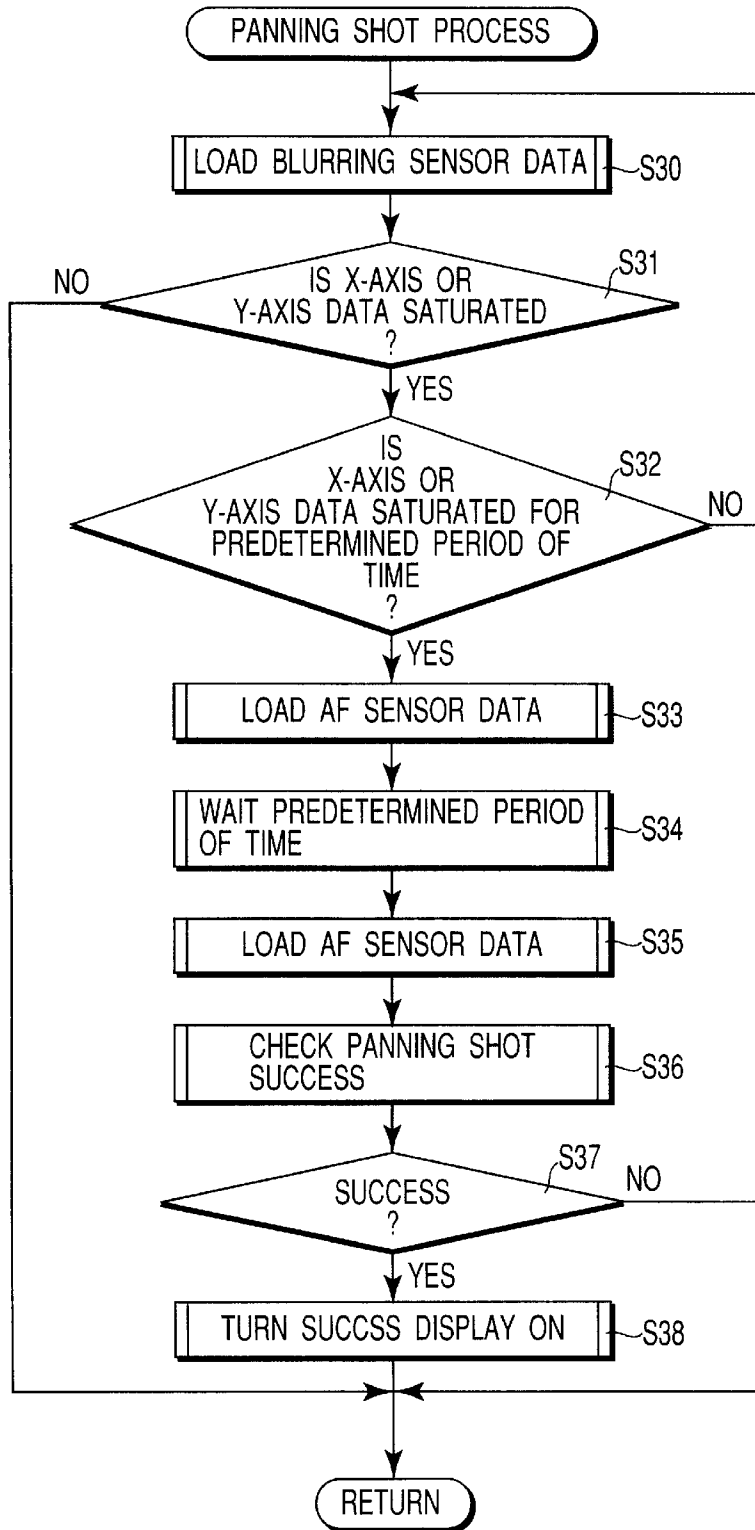 PANNING SHOT PROCESS
LOAD BLURRING SENSOR DATA
S30
NO
IS X-AXIS OR
Y-AXIS DATA SATURATED
?
S31
YES
IS
X-AXIS OR
Y-AXIS DATA SATURATED FOR
PREDETERMINED PERIOD OF
TIME
?
S32
NO
YES
LOAD AF SENSOR DATA
S33
WAIT PREDETERMINED PERIOD
OF TIME
S34
LOAD AF SENSOR DATA
S35
CHECK PANNING SHOT
SUCCESS
S36
SUCCESS
?
S37
NO
YES
TURN SUCCSS DISPLAY ON
S38
RETURN